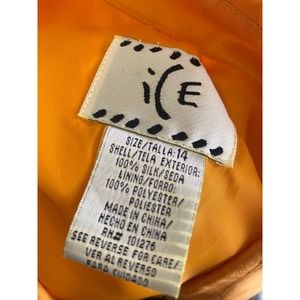 iCE
SIZE/TALLA: 14
SHELL/TELA EXTERIOR:
100% SILK/SEDA
LINING/FORRO:
100% POLYESTER/
POLIESTER
MADE IN CHINA/
HECHO EN CHINA
RN# 101276
SEE REVERSE FOR CARE/
VER AL REVERSO
PARA CUIDADO